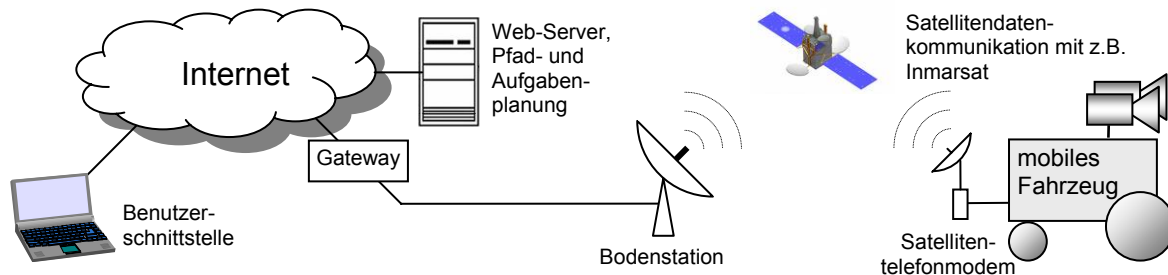 Internet
Web-Server,
Pfad- und
Aufgaben-
planung
Satellitendaten-
kommunikation mit z.B.
Inmarsat
Gateway
mobiles
Fahrzeug
Benutzer-
schnittstelle
Bodenstation
Satelliten-
telefonmodem